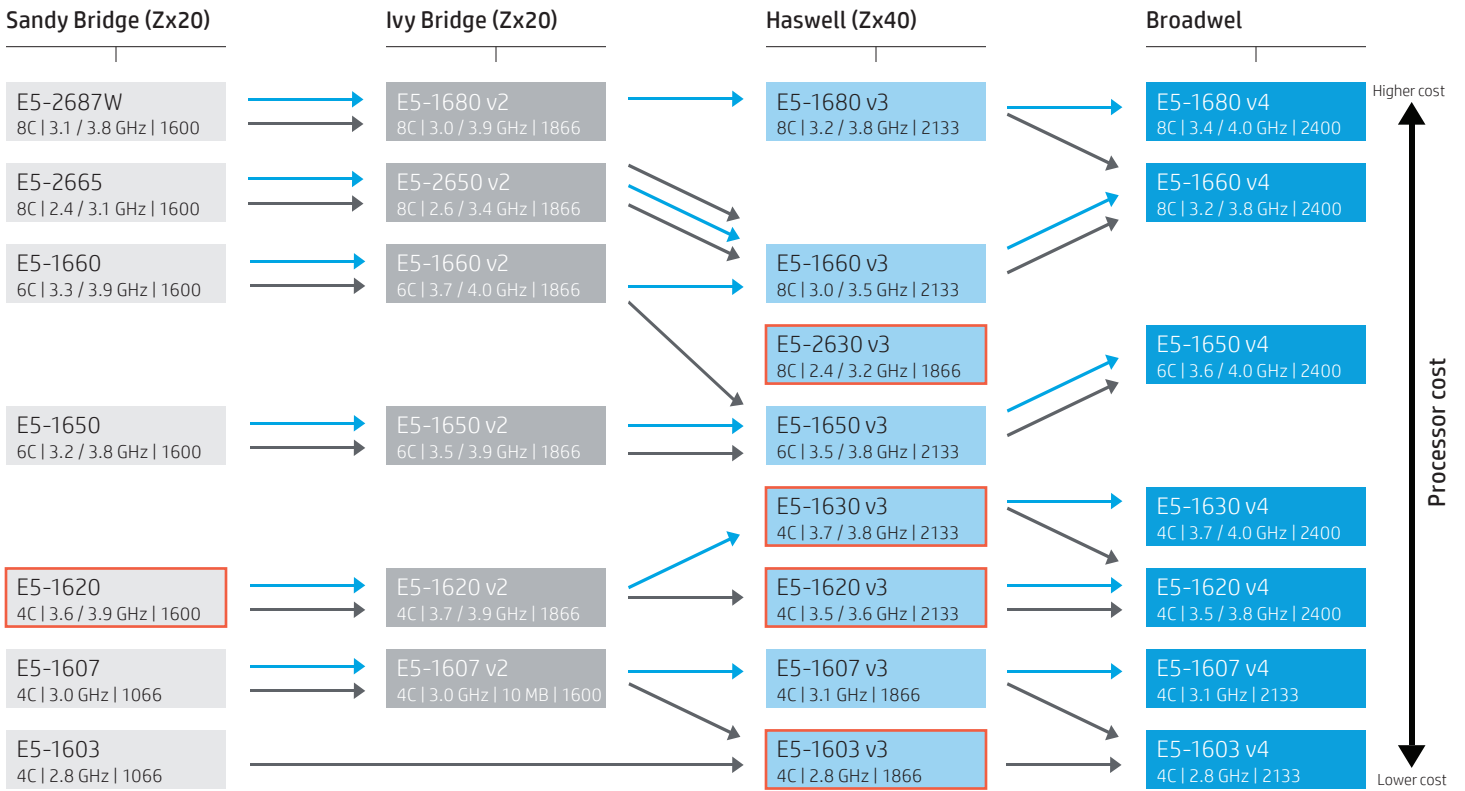 Sandy Bridge (Zx20)
Ivy Bridge (Zx20)
Haswell (Zx40)
Broadwel
E5-2687W
8C | 3.1 / 3.8 GHz | 1600
E5-1680 v2
8C | 3.0 / 3.9 GHz | 1866
E5-1680 v3
8C | 3.2 / 3.8 GHz | 2133
E5-1680 v4
8C | 3.4 / 4.0 GHz | 2400
Higher cost
E5-2665
8C | 2.4 / 3.1 GHz | 1600
E5-2650 v2
8C | 2.6 / 3.4 GHz | 1866
E5-1660 v4
8C | 3.2 / 3.8 GHz | 2400
E5-1660
6C | 3.3 / 3.9 GHz | 1600
E5-1660 v2
6C | 3.7 / 4.0 GHz | 1866
E5-1660 v3
8C | 3.0 / 3.5 GHz | 2133
E5-2630 v3
8C | 2.4 / 3.2 GHz | 1866
E5-1650 v4
6C | 3.6 / 4.0 GHz | 2400
Processor cost
E5-1650
6C | 3.2 / 3.8 GHz | 1600
E5-1650 v2
6C | 3.5 / 3.9 GHz | 1866
E5-1650 v3
6C | 3.5 / 3.8 GHz | 2133
E5-1630 v3
4C | 3.7 / 3.8 GHz | 2133
E5-1630 v4
4C | 3.7 / 4.0 GHz | 2400
E5-1620
4C | 3.6 / 3.9 GHz | 1600
E5-1620 v2
4C | 3.7 / 3.9 GHz | 1866
E5-1620 v3
4C | 3.5 / 3.6 GHz | 2133
E5-1620 v4
4C | 3.5 / 3.8 GHz | 2400
E5-1607
4C | 3.0 GHz | 1066
E5-1607 v2
4C | 3.0 GHz | 10 MB | 1600
E5-1607 v3
4C | 3.1 GHz | 1866
E5-1607 v4
4C | 3.1 GHz | 2133
E5-1603
4C | 2.8 GHz | 1066
E5-1603 v3
4C | 2.8 GHz | 1866
E5-1603 v4
4C | 2.8 GHz | 2133
Lower cost